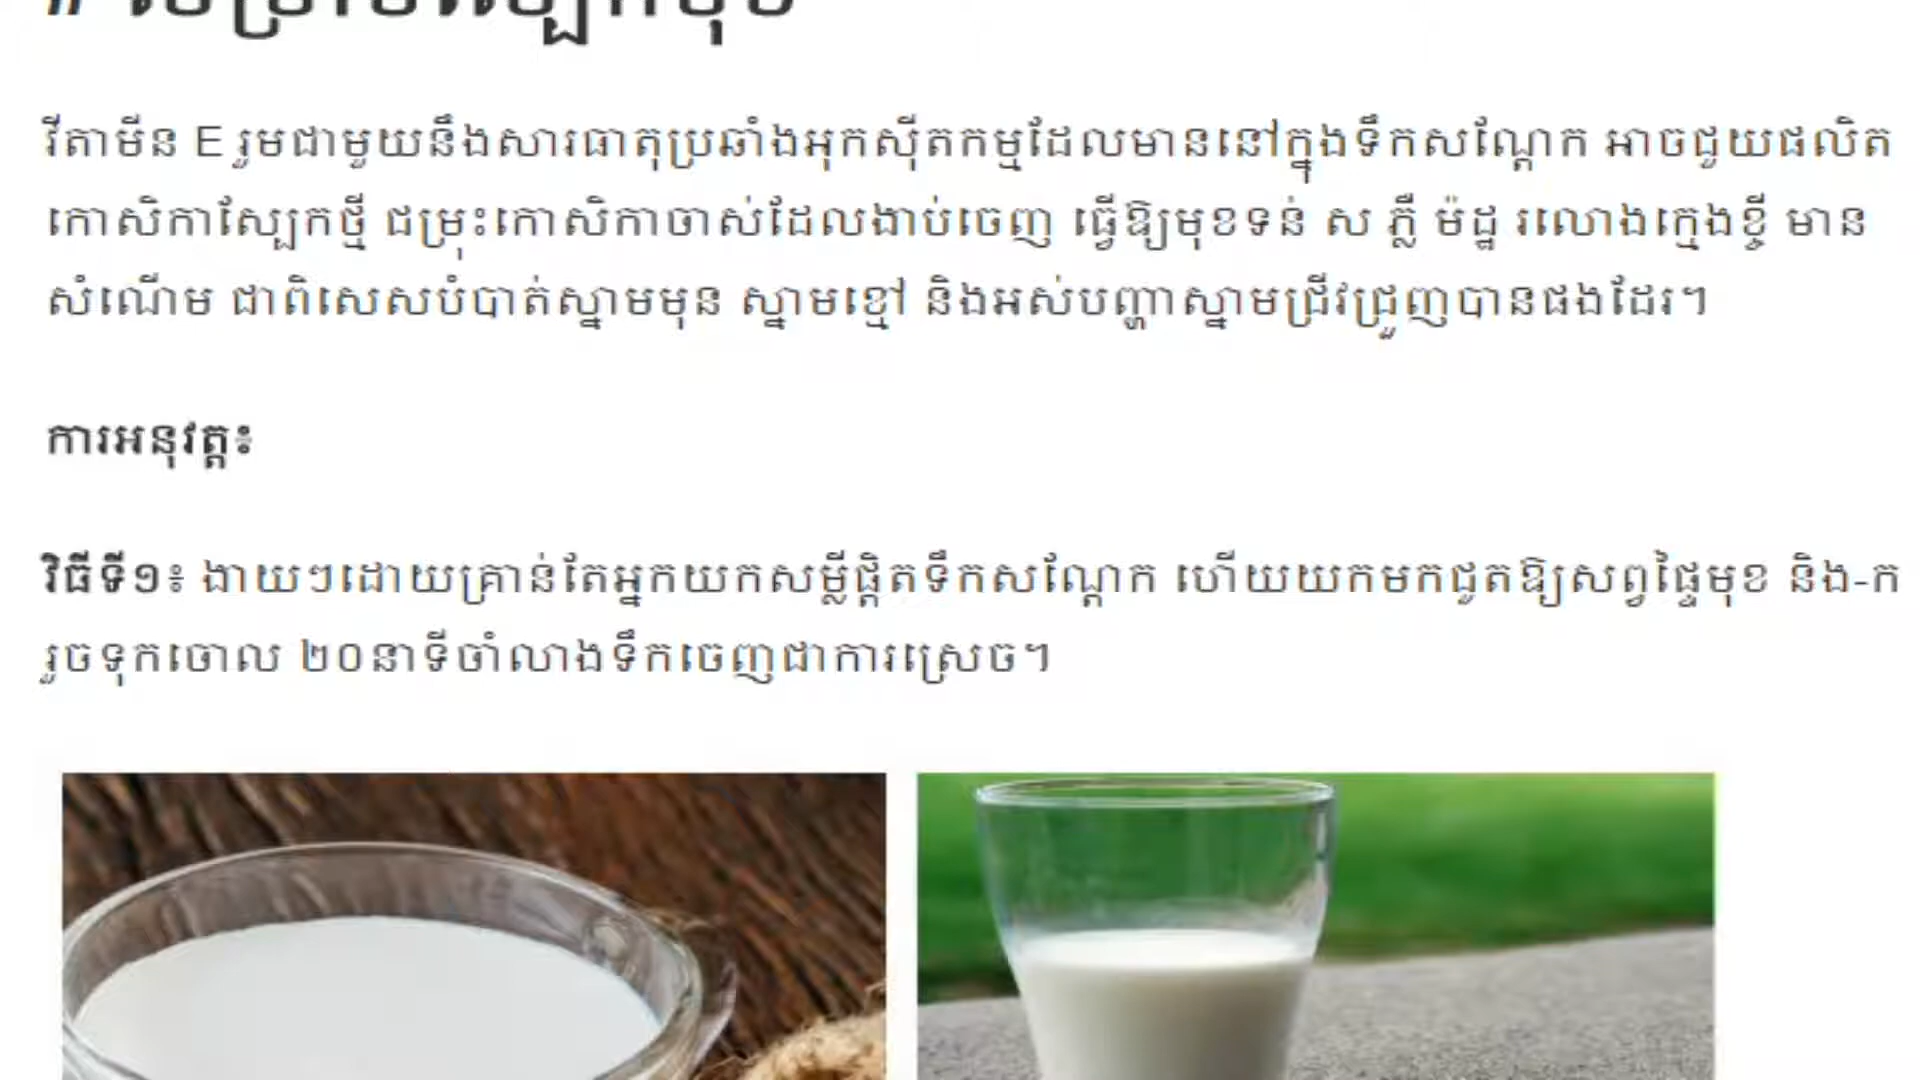 វីតាមីន E រួមជាមួយនឹងសារធាតុប្រឆាំងអុកស៊ីតកម្មដែលមាននៅក្នុងទឹកសណ្ដែក អាចជួយផលិត
កោសិកាស្បែកថ្មី ជម្រុះកោសិកាចាស់ដែលងាប់ចេញ ធ្វើឱ្យមុខទន់ ស ភ្លឺ ម៉ដ្ឋ រលោងក្មេងខ្ចី មាន
សំណើម ជាពិសេសបំបាត់ស្នាមមុន ស្នាមខ្មៅ និងអស់បញ្ហាស្នាមជ្រីវជ្រួញបានផងដែរ។
ការអនុវត្ត៖
វិធីទី១៖ ងាយៗដោយគ្រាន់តែអ្នកយកសម្លីផ្តិតទឹកសណ្ដែក ហើយយកមកជូតឱ្យសព្វផ្ទៃមុខ និង-ក
រួចទុកចោល ២០នាទីចាំលាងទឹកចេញជាការស្រេច។